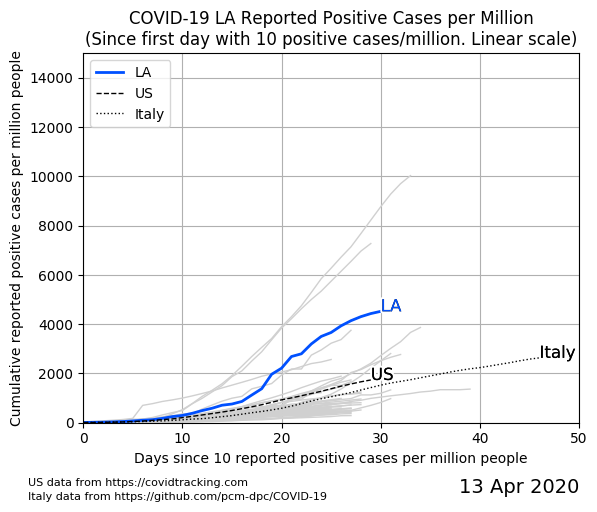 COVID-19 LA Reported Positive Cases per Million
(Since first day with 10 positive cases/million. Linear scale)
Cumulative reported positive cases per million people
14000
12000
10000
8000
6000
4000
2000
0
LA
US
Italy
LA
US
Italy
0 10 20 30 40 50
Days since 10 reported positive cases per million people
US data from https://covidtracking.com
Italy data from https://github.com/pcm-dpc/COVID-19
13 Apr 2020